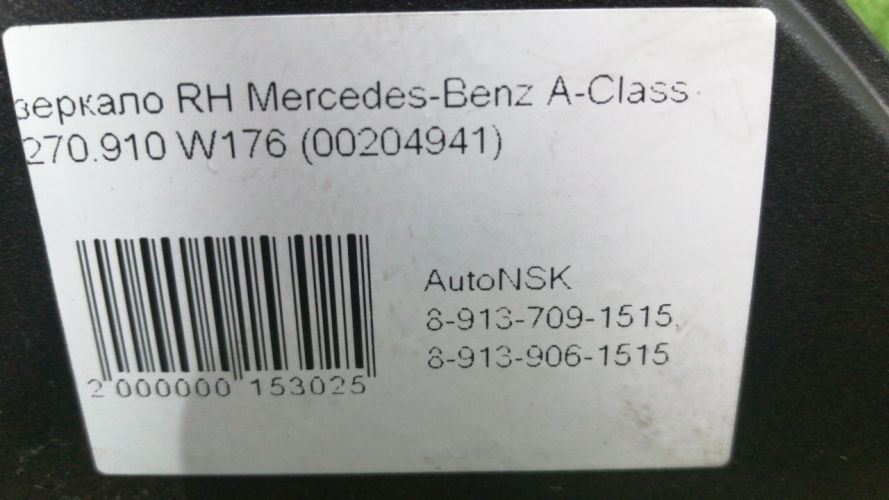 зеркало RH Mercedes-Benz A-Class
270.910 W176 (00204941)
AutoNSK
8-913-709-1515,
8-913-906-1515
2 000000 153025